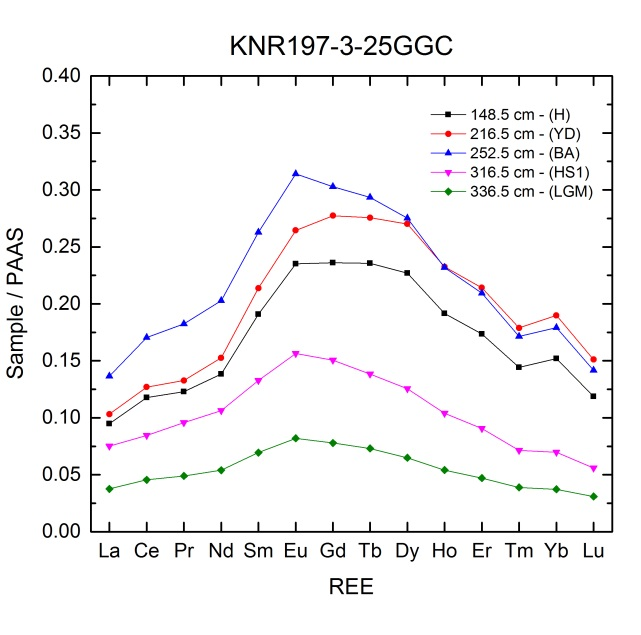 KNR197-3-25GGC
0.40
0.35
0.30
0.25
0.20
0.15
0.10
0.05
0.00
Sample / PAAS
148.5 cm - (H)
216.5 cm - (YD)
252.5 cm - (BA)
316.5 cm - (HS1)
336.5 cm - (LGM)
La Ce Pr Nd Sm Eu Gd Tb Dy Ho Er Tm Yb Lu
REE